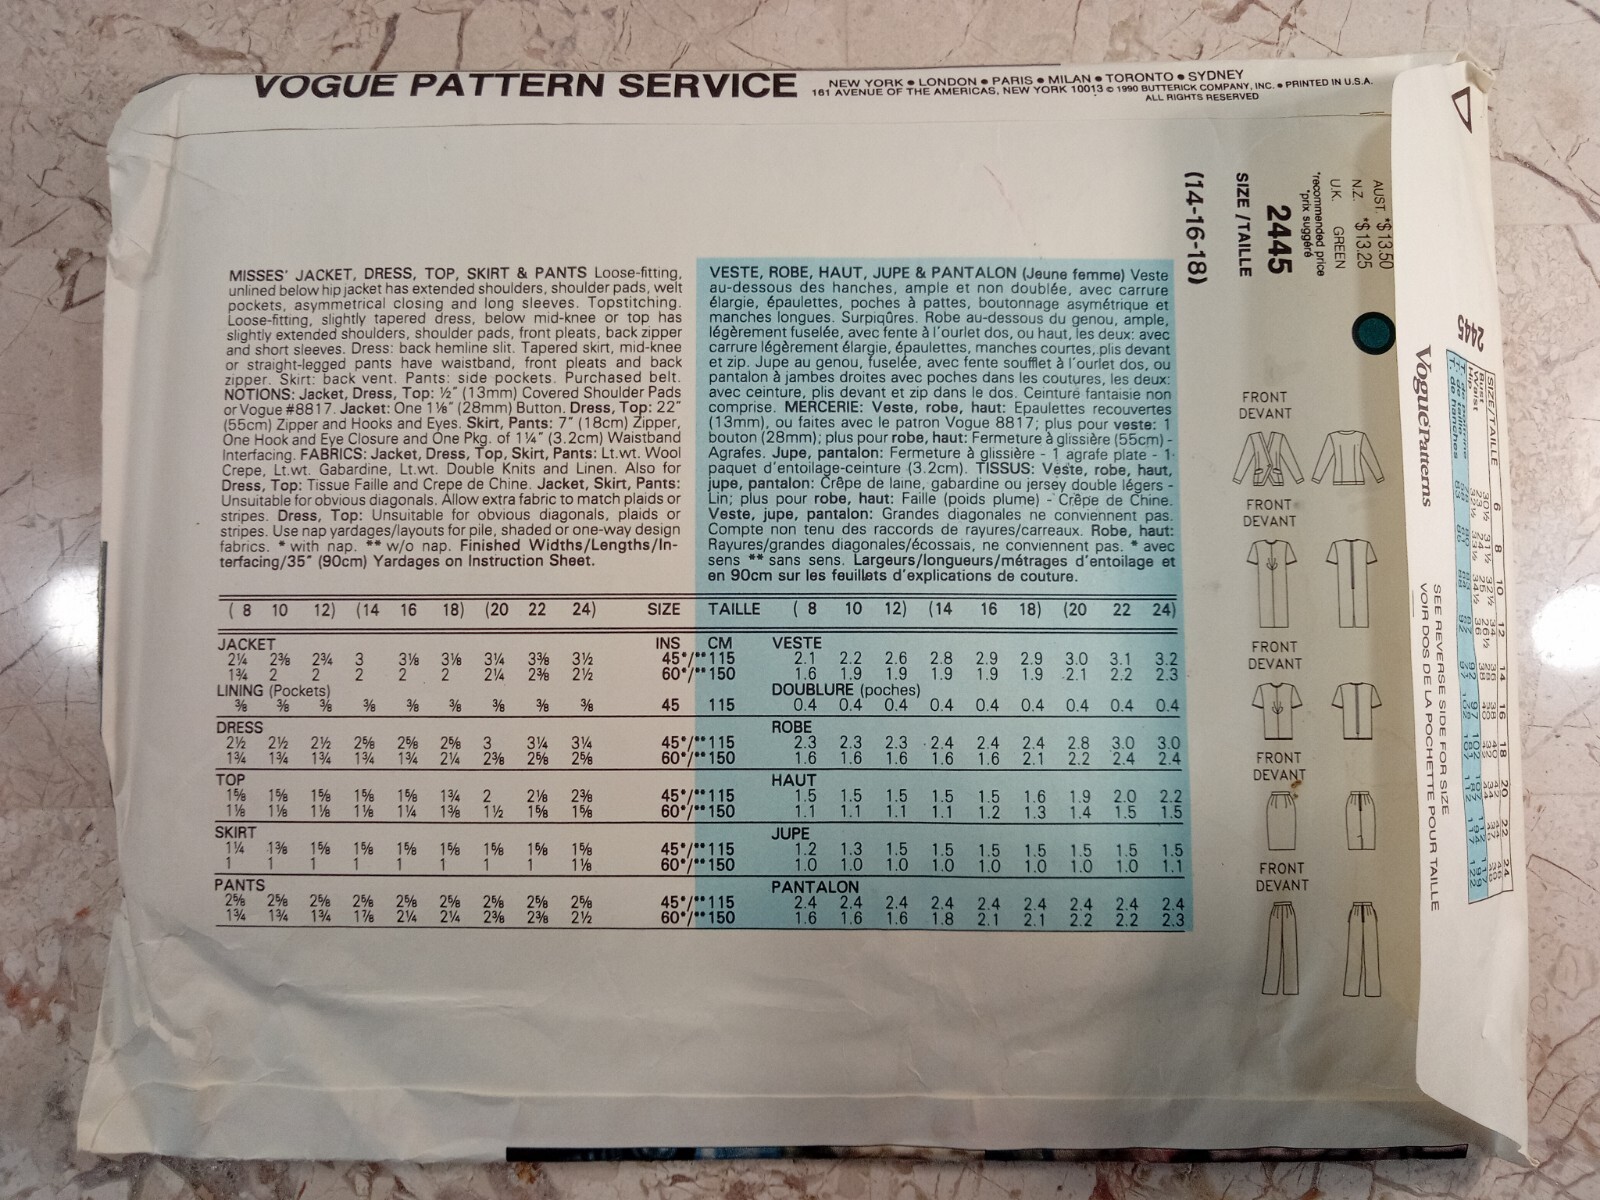 VOGUE PATTERN SERVICE
NEW YORK • LONDON • PARIS • MILAN • TORONTO • SYDNEY
161 AVENUE OF THE AMERICAS, NEW YORK 10013 © 1990 BUTTERICK COMPANY, INC. • PRINTED IN U.S.A.
ALL RIGHTS RESERVED
MISSES' JACKET, DRESS, TOP, SKIRT & PANTS Loose-fitting,
unlined below hip jacket has extended shoulders, shoulder pads, welt
pockets, asymmetrical closing and long sleeves. Topstitching.
Loose-fitting, slightly tapered dress, below mid-knee or top has
slightly extended shoulders, shoulder pads, front pleats, back zipper
and short sleeves. Dress: back hemline slit. Tapered skirt, mid-knee
or straight-legged pants have waistband, front pleats and back
zipper. Skirt: back vent. Pants: side pockets. Purchased belt.
NOTIONS: Jacket, Dress, Top: ½" (13mm) Covered Shoulder Pads
or Vogue #8817. Jacket: One 1⅛" (28mm) Button. Dress, Top: 22"
(55cm) Zipper and Hooks and Eyes. Skirt, Pants: 7" (18cm) Zipper,
One Hook and Eye Closure and One Pkg. of 1¼" (3.2cm) Waistband
Interfacing. FABRICS: Jacket, Dress, Top, Skirt, Pants: Lt.wt. Wool
Crepe, Lt.wt. Gabardine, Lt.wt. Double Knits and Linen. Also for
Dress, Top: Tissue Faille and Crepe de Chine. Jacket, Skirt, Pants:
Unsuitable for obvious diagonals. Allow extra fabric to match plaids or
stripes. Dress, Top: Unsuitable for obvious diagonals, plaids or
stripes. Use nap yardages/layouts for pile, shaded or one-way design
fabrics. * with nap. ** w/o nap. Finished Widths/Lengths/In-
terfacing/35" (90cm) Yardages on Instruction Sheet.
VESTE, ROBE, HAUT, JUPE & PANTALON (Jeune femme) Veste
au-dessous des hanches, ample et non doublée, avec carrure
élargie, épaulettes, poches à pattes, boutonnage asymétrique et
manches longues. Surpiqûres. Robe au-dessous du genou, ample,
légèrement fuselée, avec fente à l'ourlet dos, ou haut, les deux: avec
carrure légèrement élargie, épaulettes, manches courtes, plis devant
et zip. Jupe au genou, fuselée, avec fente soufflet à l'ourlet dos, ou
pantalon à jambes droites avec poches dans les coutures, les deux:
avec ceinture, plis devant et zip dans le dos. Ceinture fantaisie non
comprise. MERCERIE: Veste, robe, haut: Epaulettes recouvertes
(13mm), ou faites avec le patron Vogue 8817; plus pour veste: 1
bouton (28mm); plus pour robe, haut: Fermeture à glissière (55cm) -
Agrafes. Jupe, pantalon: Fermeture à glissière - 1 agrafe plate - 1
paquet d'entoilage-ceinture (3.2cm). TISSUS: Veste, robe, haut,
jupe, pantalon: Crêpe de laine, gabardine ou jersey double légers -
Lin; plus pour robe, haut: Faille (poids plume) - Crêpe de Chine.
Veste, jupe, pantalon: Grandes diagonales ne conviennent pas.
Compte non tenu des raccords de rayures/carreaux. Robe, haut:
Rayures/grandes diagonales/écossais, ne conviennent pas. * avec
sens ** sans sens. Largeurs/longueurs/métrages d'entoilage et
en 90cm sur les feuillets d'explications de couture.
( 8 10 12) (14 16 18) (20 22 24) SIZE TAILLE ( 8 10 12) (14 16 18) (20 22 24)
JACKET INS CM VESTE
2¼ 2⅜ 2¾ 3 3⅛ 3⅛ 3¼ 3⅜ 3½ 45*/** 115 2.1 2.2 2.6 2.8 2.9 2.9 3.0 3.1 3.2
1¾ 2 2 2 2 2 2¼ 2⅜ 2½ 60*/** 150 1.6 1.9 1.9 1.9 1.9 1.9 2.1 2.2 2.3
LINING (Pockets) DOUBLURE (poches)
⅜ ⅜ ⅜ ⅜ ⅜ ⅜ ⅜ ⅜ ⅜ 45 115 0.4 0.4 0.4 0.4 0.4 0.4 0.4 0.4 0.4
DRESS ROBE
2½ 2½ 2½ 2⅝ 2⅝ 2⅝ 3 3¼ 3¼ 45*/** 115 2.3 2.3 2.3 2.4 2.4 2.4 2.8 3.0 3.0
1¾ 1¾ 1¾ 1¾ 1¾ 2¼ 2⅜ 2⅝ 2⅝ 60*/** 150 1.6 1.6 1.6 1.6 1.6 2.1 2.2 2.4 2.4
TOP HAUT
1⅝ 1⅝ 1⅝ 1⅝ 1⅝ 1¾ 2 2⅛ 2⅜ 45*/** 115 1.5 1.5 1.5 1.5 1.5 1.6 1.9 2.0 2.2
1⅛ 1⅛ 1⅛ 1⅛ 1¼ 1⅜ 1½ 1⅝ 1⅝ 60*/** 150 1.1 1.1 1.1 1.1 1.2 1.3 1.4 1.5 1.5
SKIRT JUPE
1¼ 1⅜ 1⅝ 1⅝ 1⅝ 1⅝ 1⅝ 1⅝ 1⅝ 45*/** 115 1.2 1.3 1.5 1.5 1.5 1.5 1.5 1.5 1.5
1 1 1 1 1 1 1 1 1⅛ 60*/** 150 1.0 1.0 1.0 1.0 1.0 1.0 1.0 1.0 1.1
PANTS PANTALON
2⅝ 2⅝ 2⅝ 2⅝ 2⅝ 2⅝ 2⅝ 2⅝ 2⅝ 45*/** 115 2.4 2.4 2.4 2.4 2.4 2.4 2.4 2.4 2.4
1¾ 1¾ 1¾ 1⅞ 2¼ 2¼ 2⅜ 2⅜ 2½ 60*/** 150 1.6 1.6 1.6 1.8 2.1 2.1 2.2 2.2 2.3
AUST. *$13.50
N.Z. *$13.25
U.K. GREEN
*recommended price
*prix suggéré
2445
SIZE/TAILLE
(14-16-18)
FRONT
DEVANT
FRONT
DEVANT
FRONT
DEVANT
FRONT
DEVANT
FRONT
DEVANT
2445
Vogue Patterns
SIZE/TAILLE 6 8 10 12 14 16 18 20 22 24
Bust
Waist
Hip
T. de hanches
SEE REVERSE SIDE FOR SIZE
VOIR DOS DE LA POCHETTE POUR TAILLE